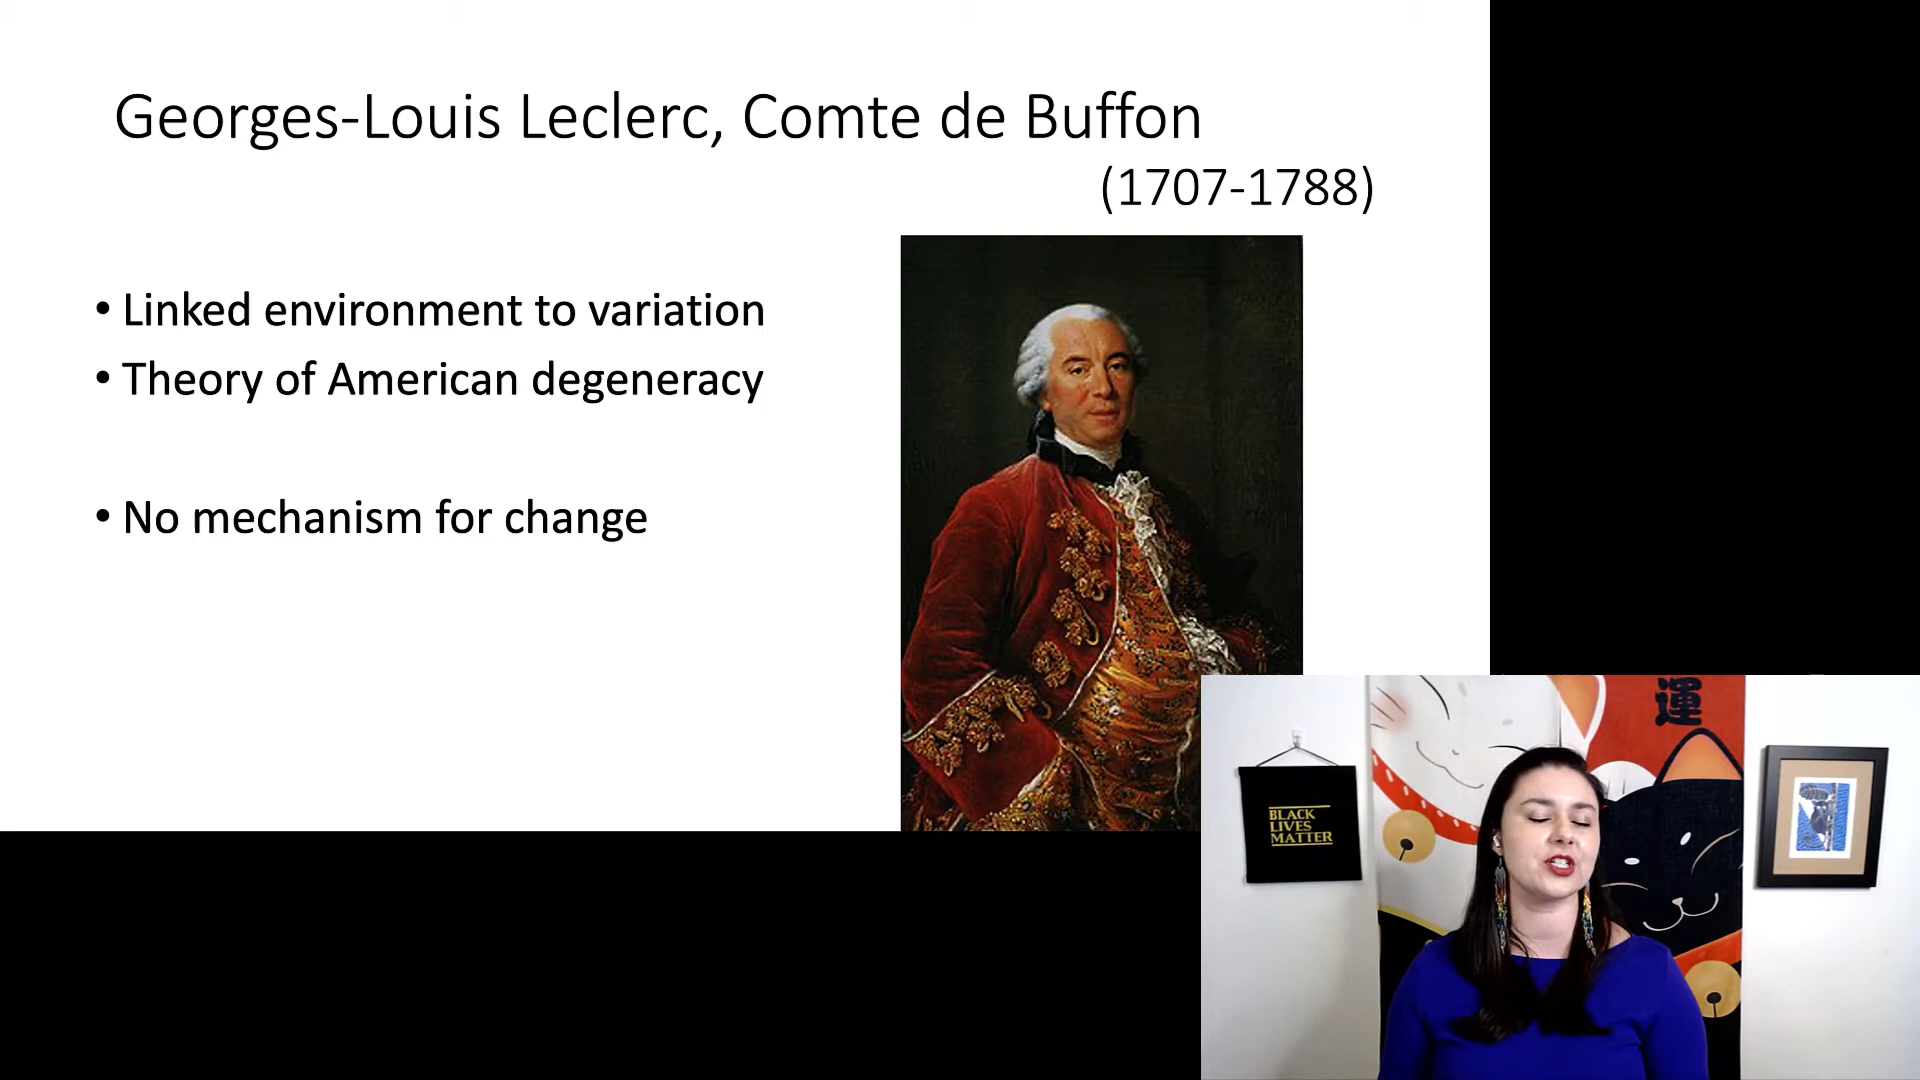 Georges-Louis Leclerc, Comte de Buffon
(1707-1788)
• Linked environment to variation
• Theory of American degeneracy
• No mechanism for change
運
BLACK
LIVES
MATTER